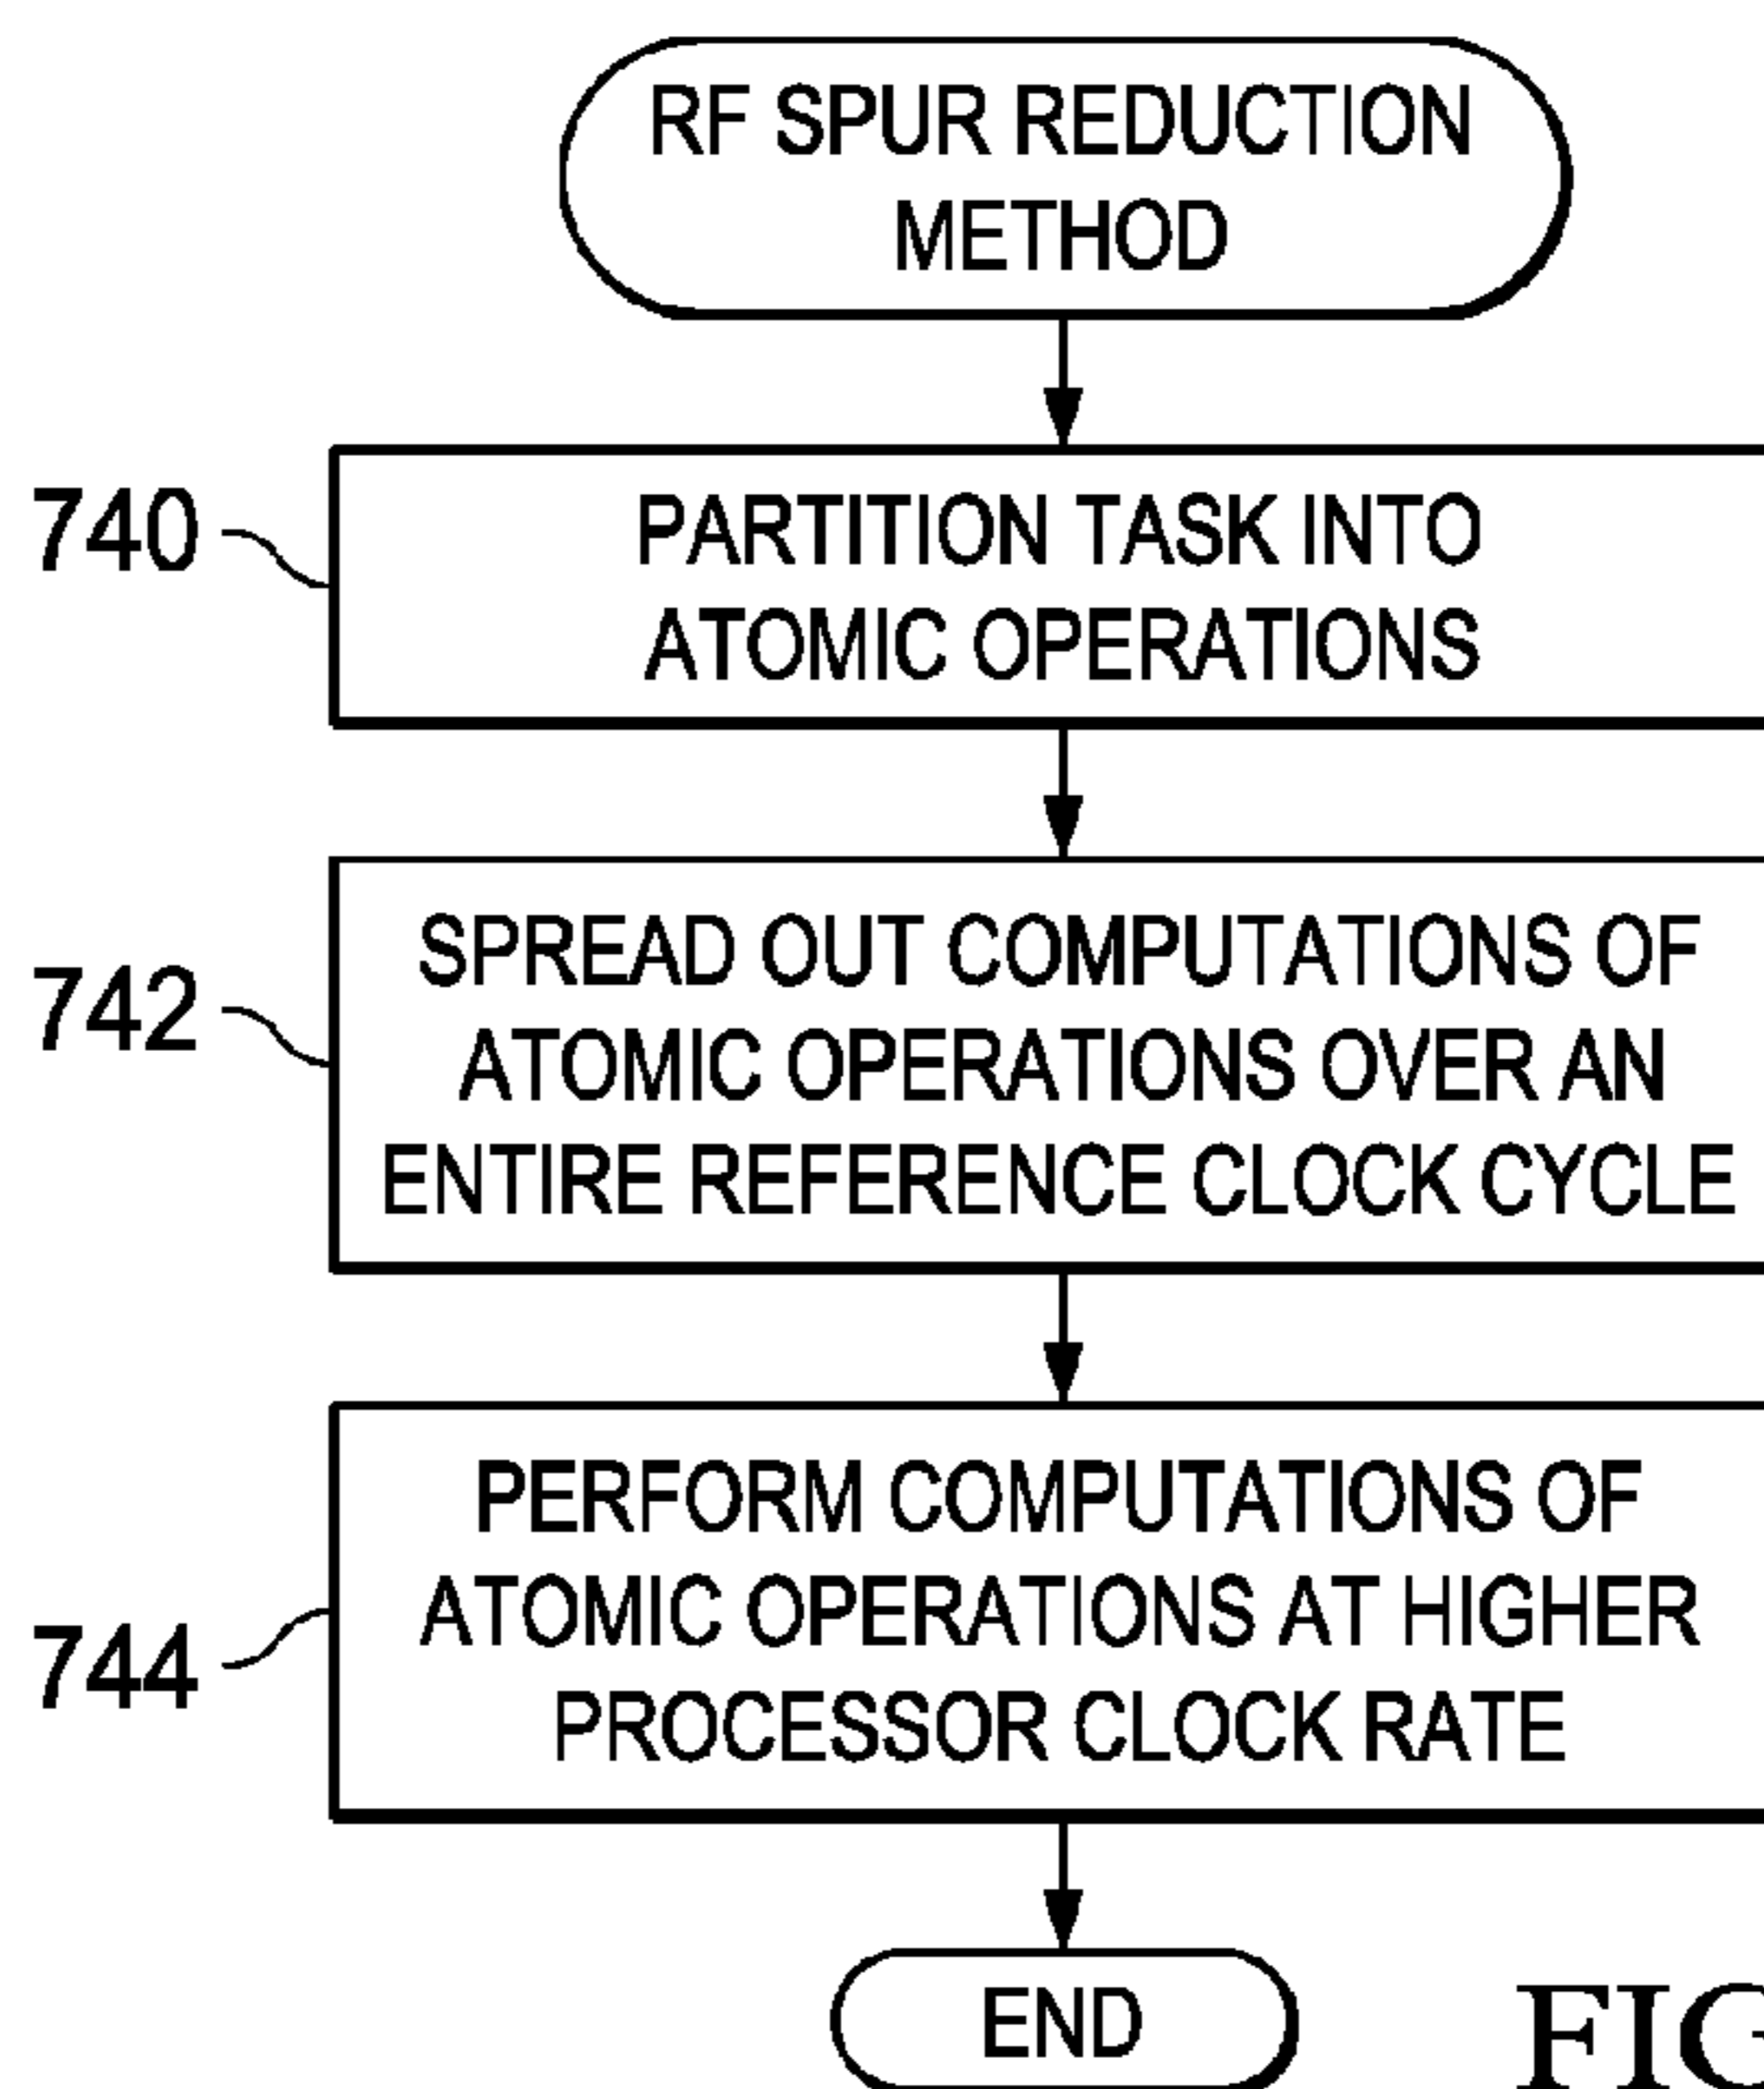 RF SPUR REDUCTION
METHOD
740
PARTITION TASK INTO
ATOMIC OPERATIONS
742
SPREAD OUT COMPUTATIONS OF
ATOMIC OPERATIONS OVER AN
ENTIRE REFERENCE CLOCK CYCLE
744
PERFORM COMPUTATIONS OF
ATOMIC OPERATIONS AT HIGHER
PROCESSOR CLOCK RATE
END
FIG